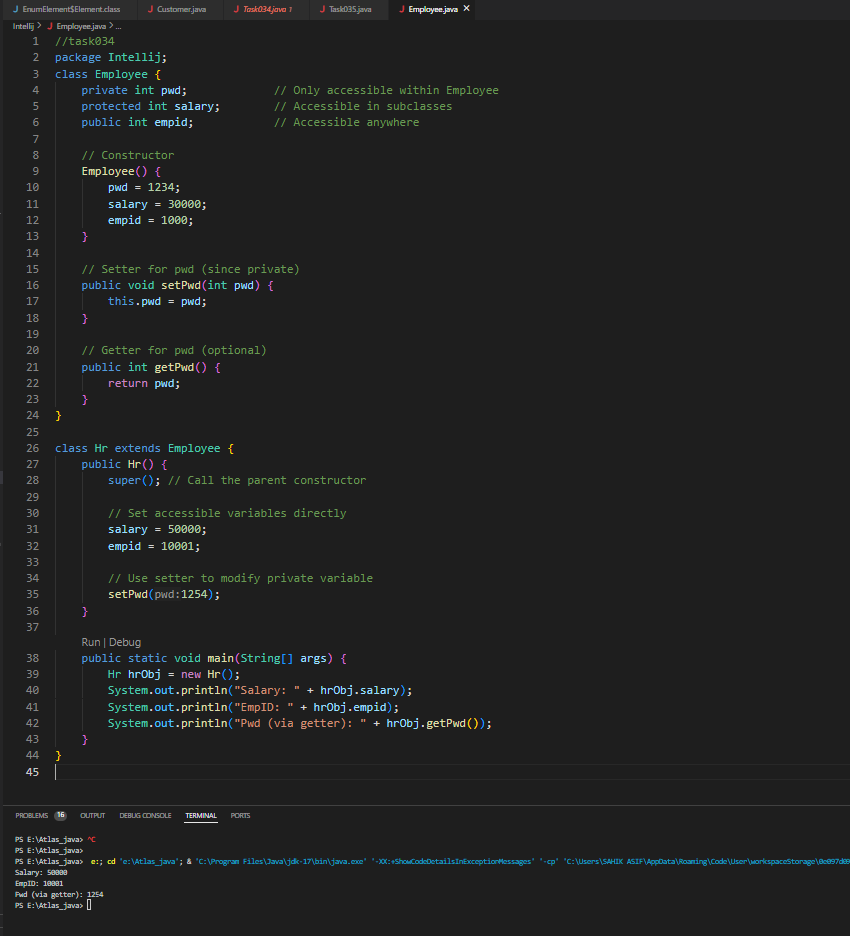 EnumElement$Element.class Customer.java Task034.java 1 Task035.java Employee.java ×
Intellij > Employee.java > ...
1 //task034
2 package Intellij;
3 class Employee {
4 private int pwd; // Only accessible within Employee
5 protected int salary; // Accessible in subclasses
6 public int empid; // Accessible anywhere
7
8 // Constructor
9 Employee() {
10 pwd = 1234;
11 salary = 30000;
12 empid = 1000;
13 }
14
15 // Setter for pwd (since private)
16 public void setPwd(int pwd) {
17 this.pwd = pwd;
18 }
19
20 // Getter for pwd (optional)
21 public int getPwd() {
22 return pwd;
23 }
24 }
25
26 class Hr extends Employee {
27 public Hr() {
28 super(); // Call the parent constructor
29
30 // Set accessible variables directly
31 salary = 50000;
32 empid = 10001;
33
34 // Use setter to modify private variable
35 setPwd(pwd:1254);
36 }
37
Run | Debug
38 public static void main(String[] args) {
39 Hr hrObj = new Hr();
40 System.out.println("Salary: " + hrObj.salary);
41 System.out.println("EmpID: " + hrObj.empid);
42 System.out.println("Pwd (via getter): " + hrObj.getPwd());
43 }
44 }
45
PROBLEMS 16 OUTPUT DEBUG CONSOLE TERMINAL PORTS
PS E:\Atlas_java> ^C
PS E:\Atlas_java>
PS E:\Atlas_java> e:; cd 'e:\Atlas_java'; & 'C:\Program Files\Java\jdk-17\bin\java.exe' '-XX:+ShowCodeDetailsInExceptionMessages' '-cp' 'C:\Users\SAHIK ASIF\AppData\Roaming\Code\User\workspaceStorage\
Salary: 50000
EmpID: 10001
Pwd (via getter): 1254
PS E:\Atlas_java>